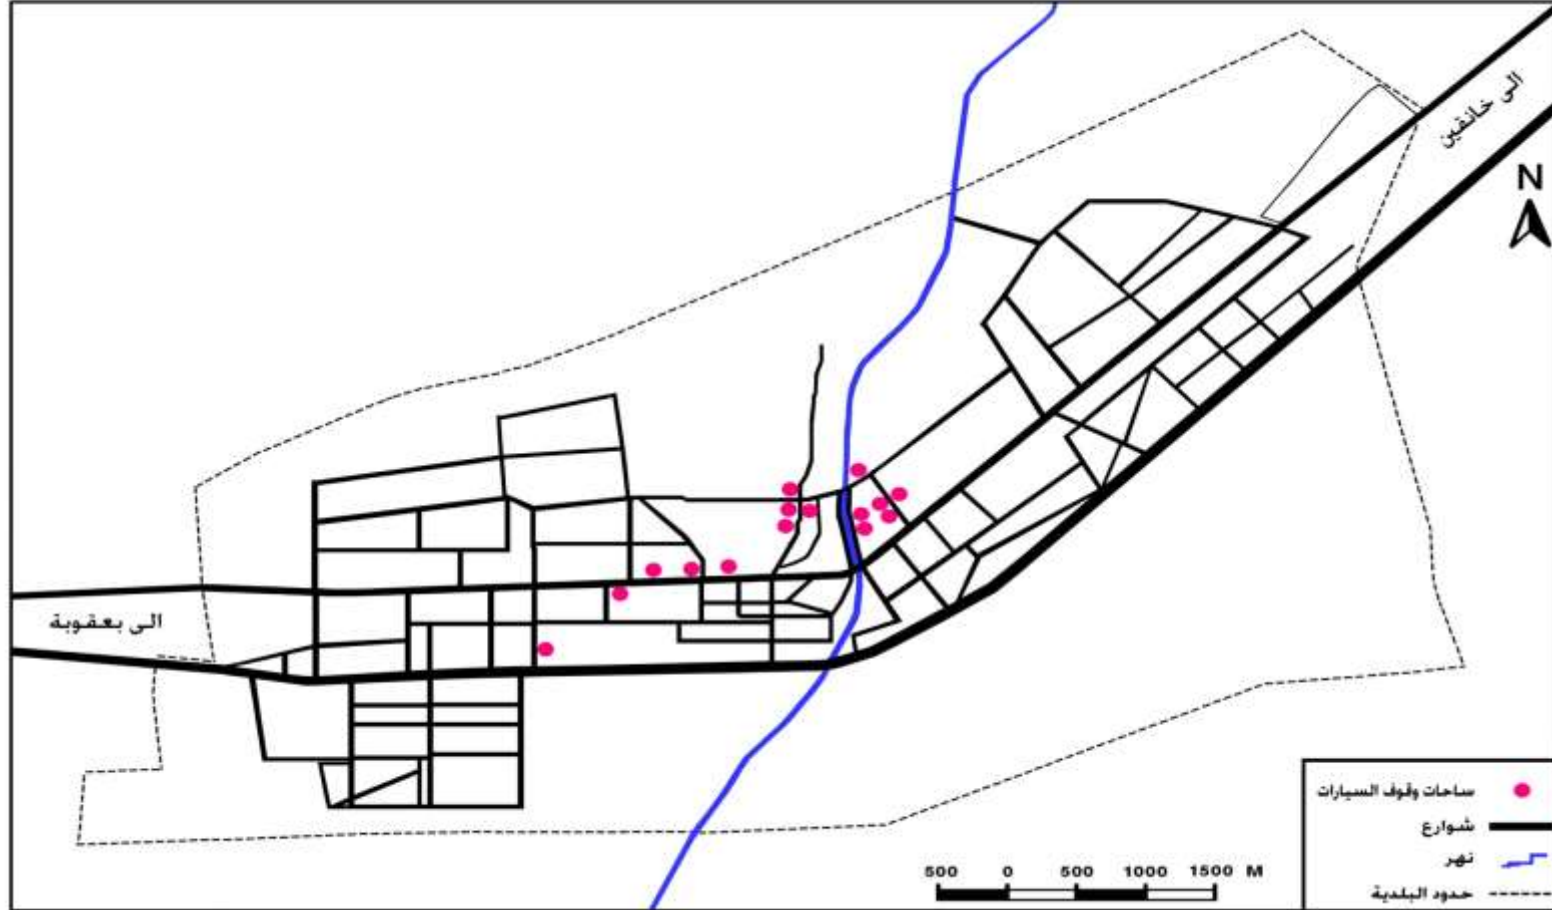 الى خانقين
N
الى بعقوبة
ساحات وقوف السيارات
شوارع
نهر
حدود البلدية
500 0 500 1000 1500 M